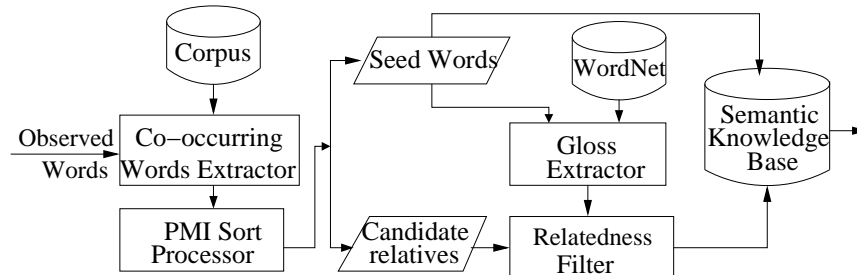 Corpus
Observed
Words
Co-occurring
Words Extractor
PMI Sort
Processor
Seed Words
Candidate
relatives
WordNet
Gloss
Extractor
Relatedness
Filter
Semantic
Knowledge
Base